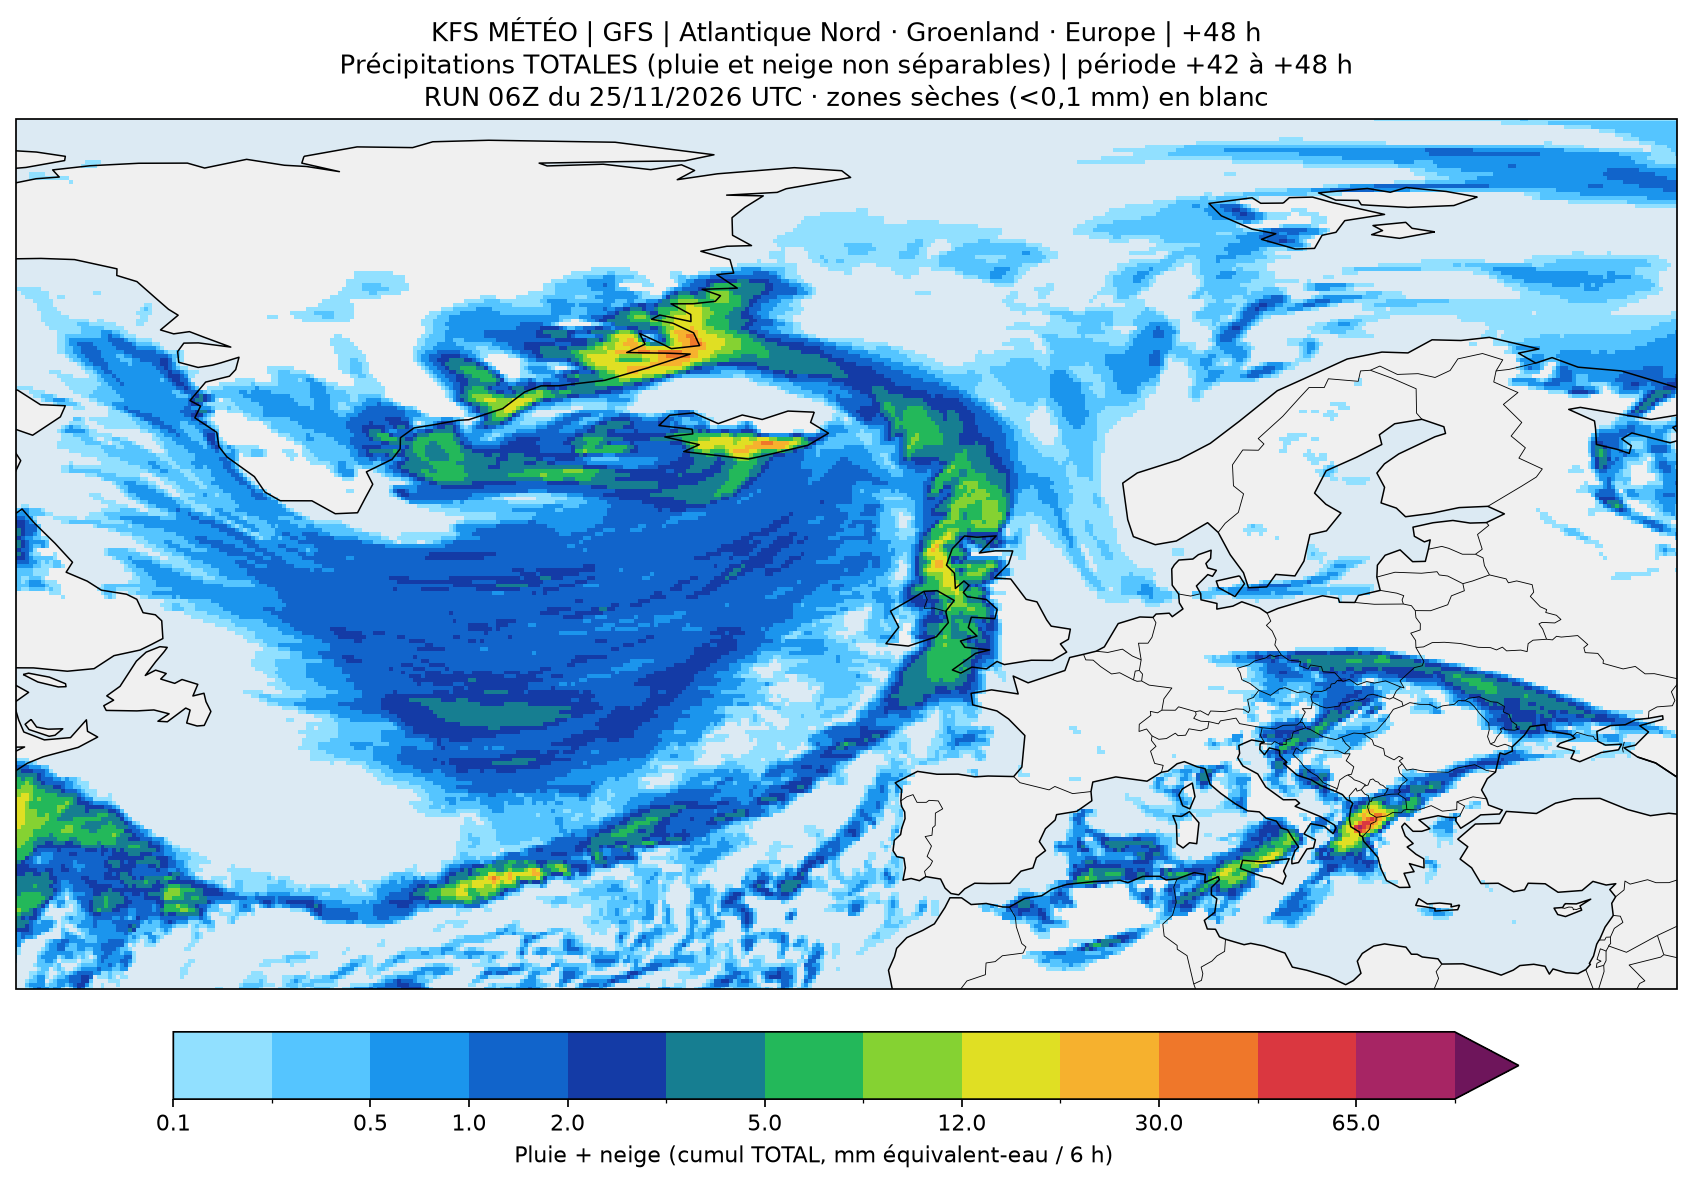 KFS MÉTÉO | GFS | Atlantique Nord · Groenland · Europe | +48 h
Précipitations TOTALES (pluie et neige non séparables) | période +42 à +48 h
RUN 06Z du 25/11/2026 UTC · zones sèches (<0,1 mm) en blanc
0.1 0.5 1.0 2.0 5.0 12.0 30.0 65.0
Pluie + neige (cumul TOTAL, mm équivalent-eau / 6 h)